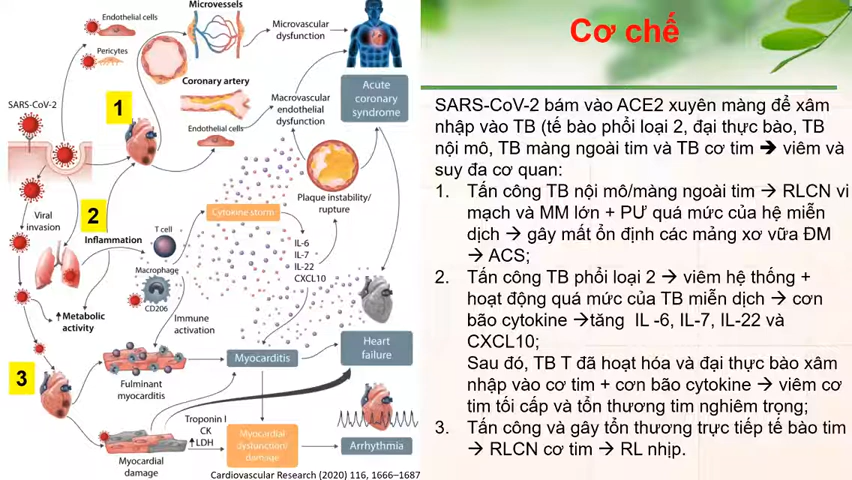 Microvessels
Endothelial cells
Pericytes
Microvascular
dysfunction
Coronary artery
Macrovascular
endothelial
dysfunction
Endothelial cells
Acute
coronary
syndrome
SARS-CoV-2
1
Plaque instability/
rupture
Viral
invasion
2
Inflammation
T cell
Cytokine storm
IL-6
IL-7
IL-22
CXCL10
Macrophage
CD206
Metabolic
activity
Immune
activation
3
Myocarditis
Heart
failure
Fulminant
myocarditis
Troponin I
CK
LDH
Myocardial
dysfunction/
damage
Arrhythmia
Myocardial
damage
Cardiovascular Research (2020) 116, 1666–1687
Cơ chế
SARS-CoV-2 bám vào ACE2 xuyên màng để xâm
nhập vào TB (tế bào phổi loại 2, đại thực bào, TB
nội mô, TB màng ngoài tim và TB cơ tim ➔ viêm và
suy đa cơ quan:
1. Tấn công TB nội mô/màng ngoài tim → RLCN vi
mạch và MM lớn + PƯ quá mức của hệ miễn
dịch → gây mất ổn định các mảng xơ vữa ĐM
→ ACS;
2. Tấn công TB phổi loại 2 → viêm hệ thống +
hoạt động quá mức của TB miễn dịch → cơn
bão cytokine →tăng IL -6, IL-7, IL-22 và
CXCL10;
Sau đó, TB T đã hoạt hóa và đại thực bào xâm
nhập vào cơ tim + cơn bão cytokine → viêm cơ
tim tối cấp và tổn thương tim nghiêm trọng;
3. Tấn công và gây tổn thương trực tiếp tế bào tim
→ RLCN cơ tim → RL nhịp.